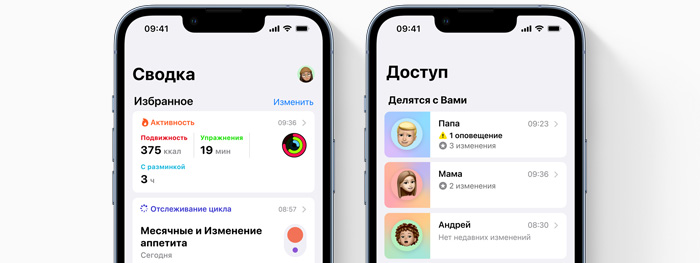 09:41
Сводка
Избранное
Изменить
Активность
09:36
Подвижность
Упражнения
375 ккал
19 мин
С разминкой
3 ч
Отслеживание цикла
08:57
Месячные и Изменение
аппетита
Сегодня
09:41
Доступ
Делятся с Вами
Папа
09:23
1 оповещение
3 изменения
Мама
09:36
2 изменения
Андрей
08:30
Нет недавних изменений